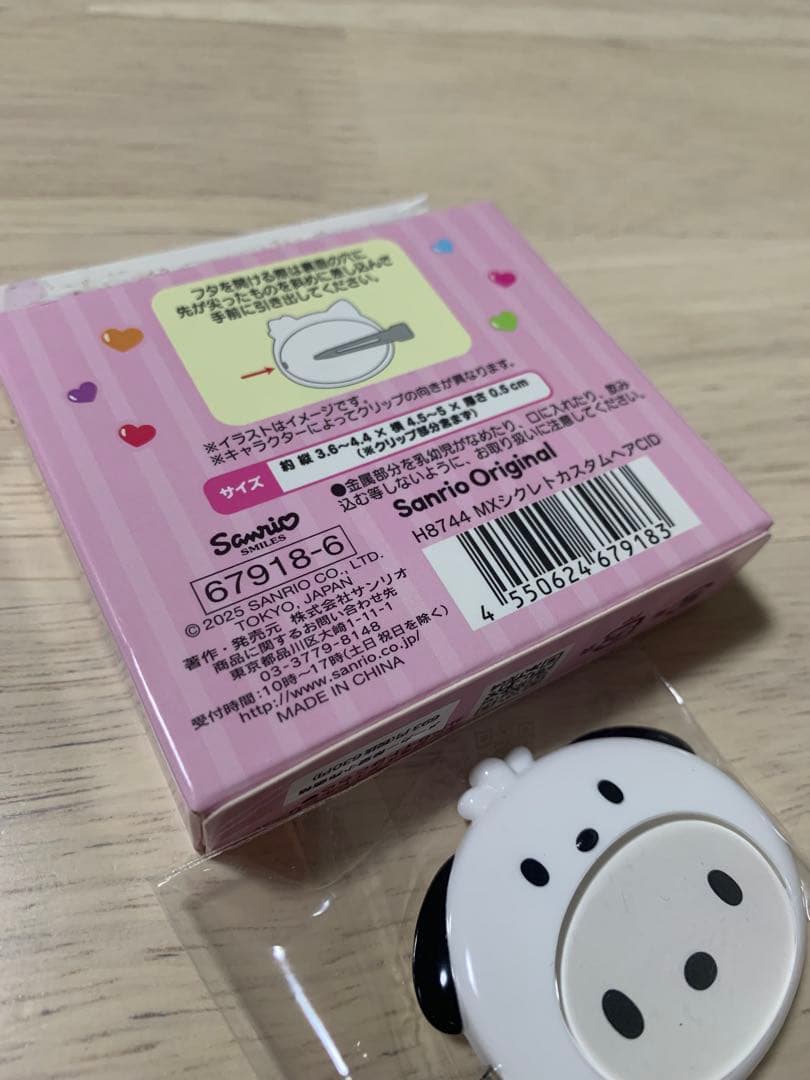 フタを開ける際は裏面の穴に
先が尖ったものを斜めに差し込んで
手前に引き出してください。
※イラストはイメージです。
※キャラクターによってクリップの向きが異なります。
サイズ
約 縦 3.6〜4.4 × 横 4.5〜5 × 厚さ 0.5cm
(※クリップ部分含まず)
●金属部分を乳幼児がなめたり、口に入れたり、飲み
込む等しないように、お取り扱いに注意してください。
Sanrio Original
H8744 MXシクレトカスタムヘアCID
4 550624 679183
Sanrio
SMILES
67918-6
© 2025 SANRIO CO., LTD.
TOKYO, JAPAN
著作・発売元 株式会社サンリオ
商品に関するお問い合わせ先
東京都品川区大崎1-11-1
03-3779-8148
受付時間:10時〜17時(土日祝日を除く)
http://www.sanrio.co.jp/
MADE IN CHINA